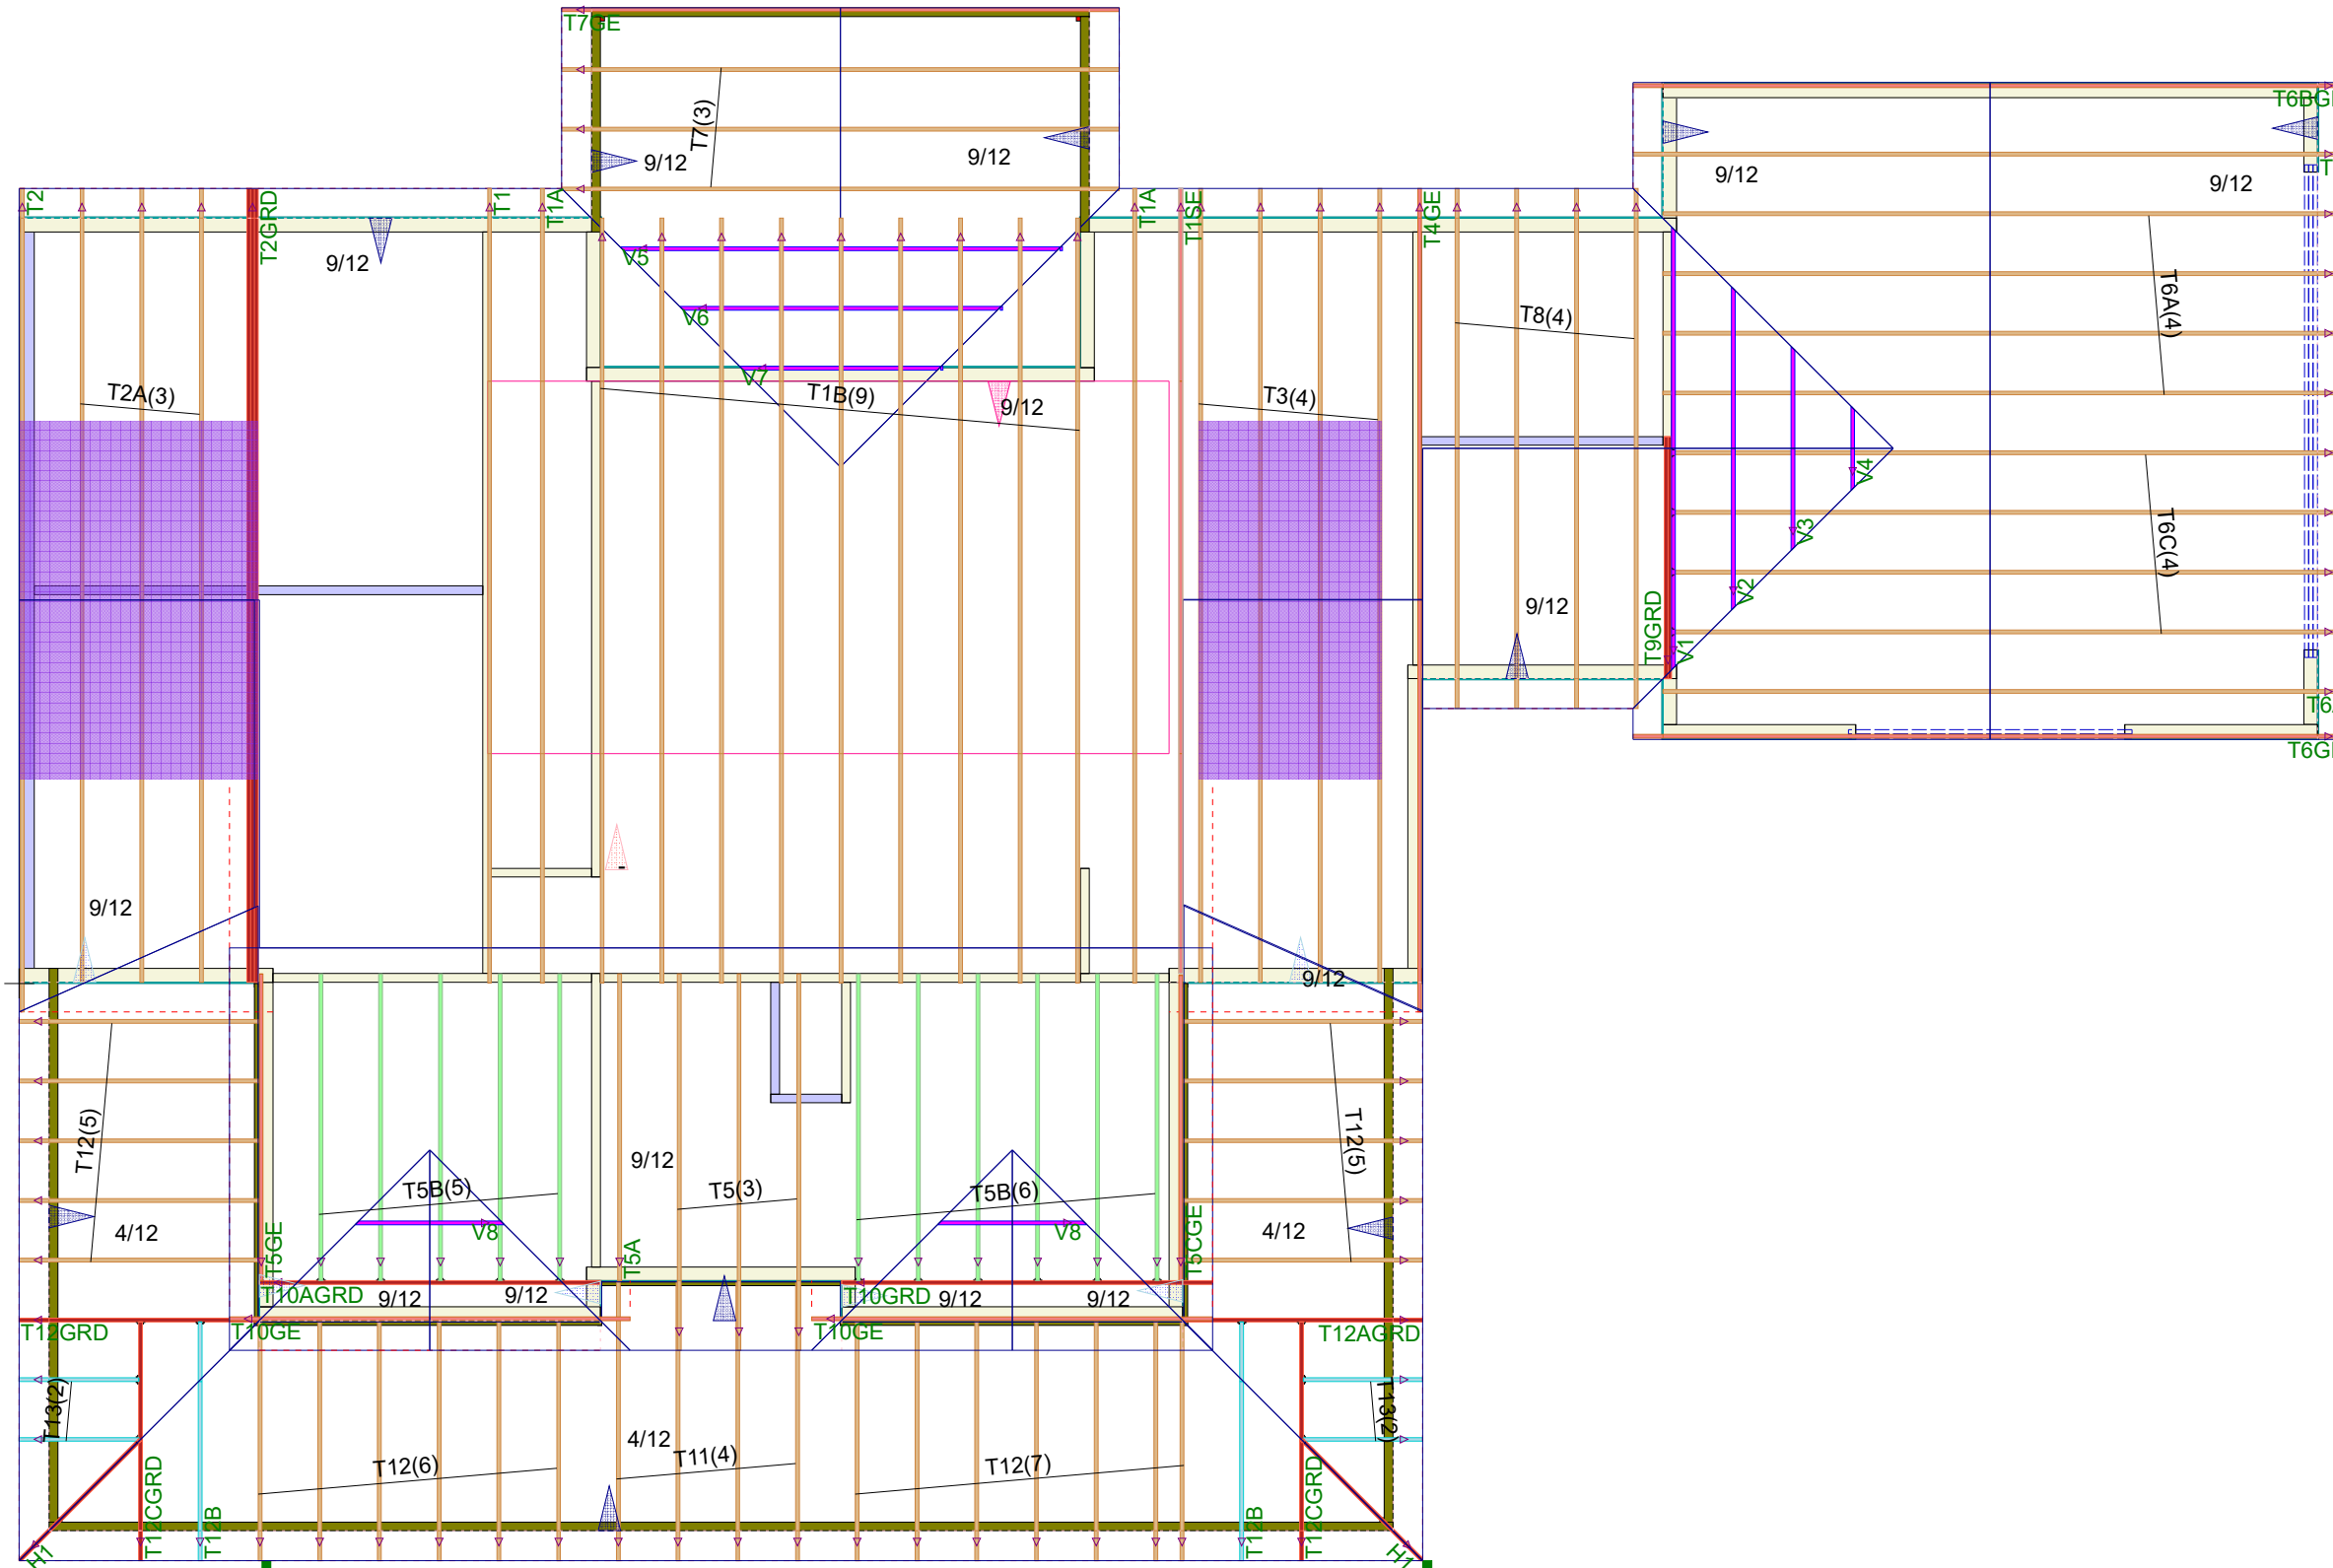 T7GE
T6BG
T7(3)
9/12
9/12
9/12
9/12
T
T2
T2GRD
T1
T1A
T1A
T1SE
T4GE
9/12
V5
V6
V7
T2A(3)
T1B(9)
9/12
T3(4)
T8(4)
T6A(4)
V4
V3
V2
V1
T6C(4)
9/12
T9GRD
T6
T6G
9/12
9/12
T12(5)
T12(5)
9/12
T5B(5)
T5(3)
T5B(6)
4/12
V8
V8
4/12
T5GE
T5A
T5CGE
T10AGRD
9/12
9/12
T10GRD
9/12
9/12
T12GRD
T10GE
T10GE
T12AGRD
T13(2)
T13(2)
4/12
T12(6)
T11(4)
T12(7)
T12CGRD
T12B
T12B
T12CGRD
H1
H1